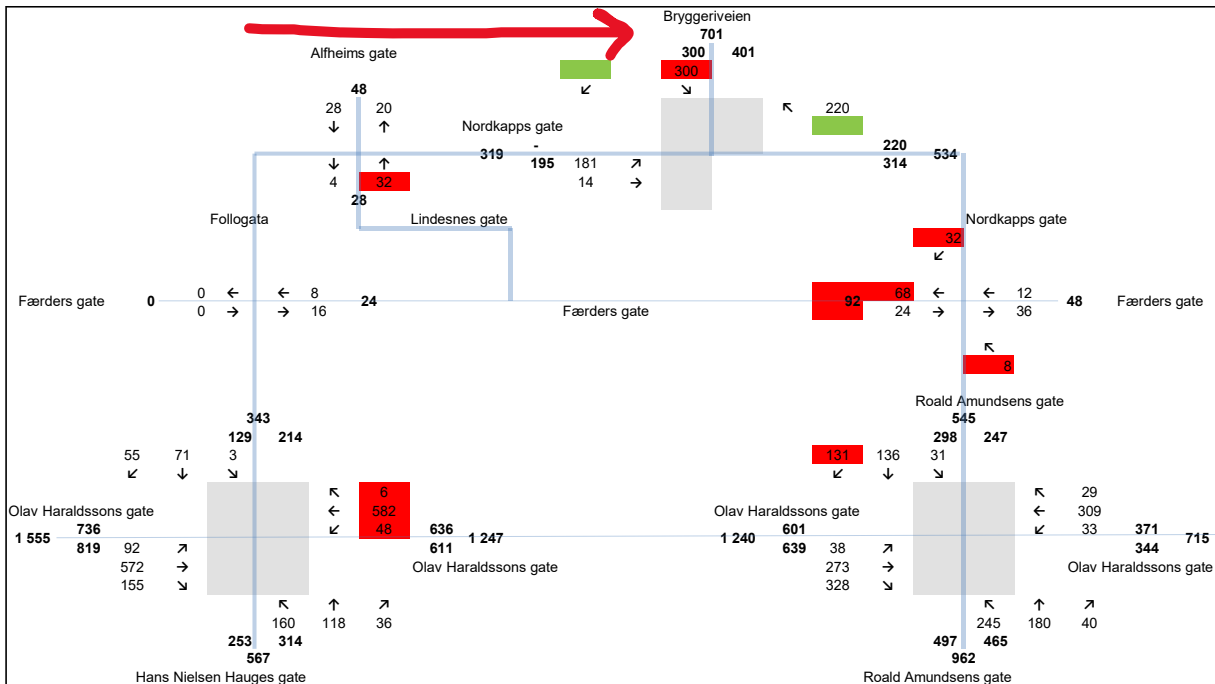 Bryggeriveien
701
300 401
Alfheims gate
300
48
28 20
↓ ↑
↙ ↘
↖ 220
Nordkapps gate
-
319
195 181 ↗
14 →
220
314 534
↓ ↑
4 32
28
Follogata
Lindesnes gate
Nordkapps gate
32
↙
Færders gate 0
0 ← ← 8
0 → → 16
24
Færders gate
92
68 ← ← 12
24 → → 36
48
Færders gate
↖
8
Roald Amundsens gate
343
129 214
55 71 3
↙ ↓ ↘
545
298 247
131 136 31
↙ ↓ ↘
Olav Haraldssons gate
1 555
736
819
92 ↗
572 →
155 ↘
↖ 6
← 582
↙ 48
636
611
1 247
Olav Haraldssons gate
↖ ↑ ↗
160 118 36
253 314
567
Hans Nielsen Hauges gate
Olav Haraldssons gate
1 240
601
639
38 ↗
273 →
328 ↘
↖ 29
← 309
↙ 33
371
344
715
Olav Haraldssons gate
↖ ↑ ↗
245 180 40
497 465
962
Roald Amundsens gate